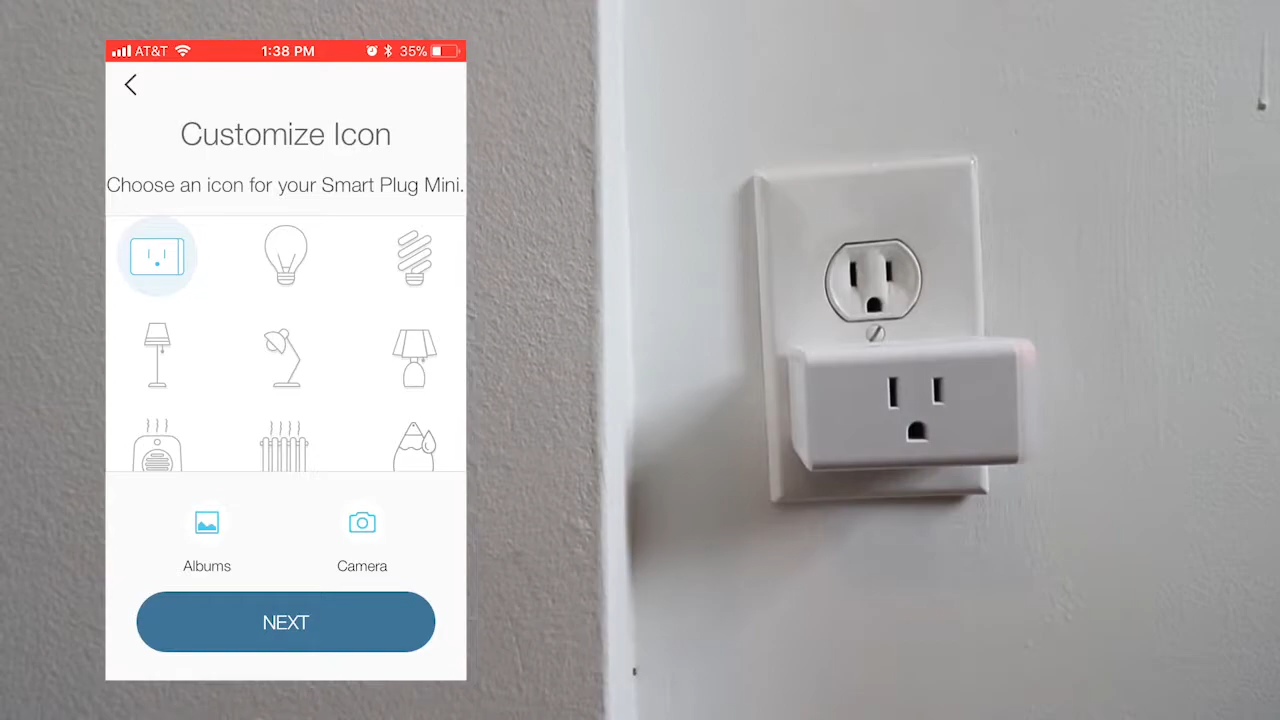 AT&T 1:38 PM 35%
Customize Icon
Choose an icon for your Smart Plug Mini.
Albums Camera
NEXT